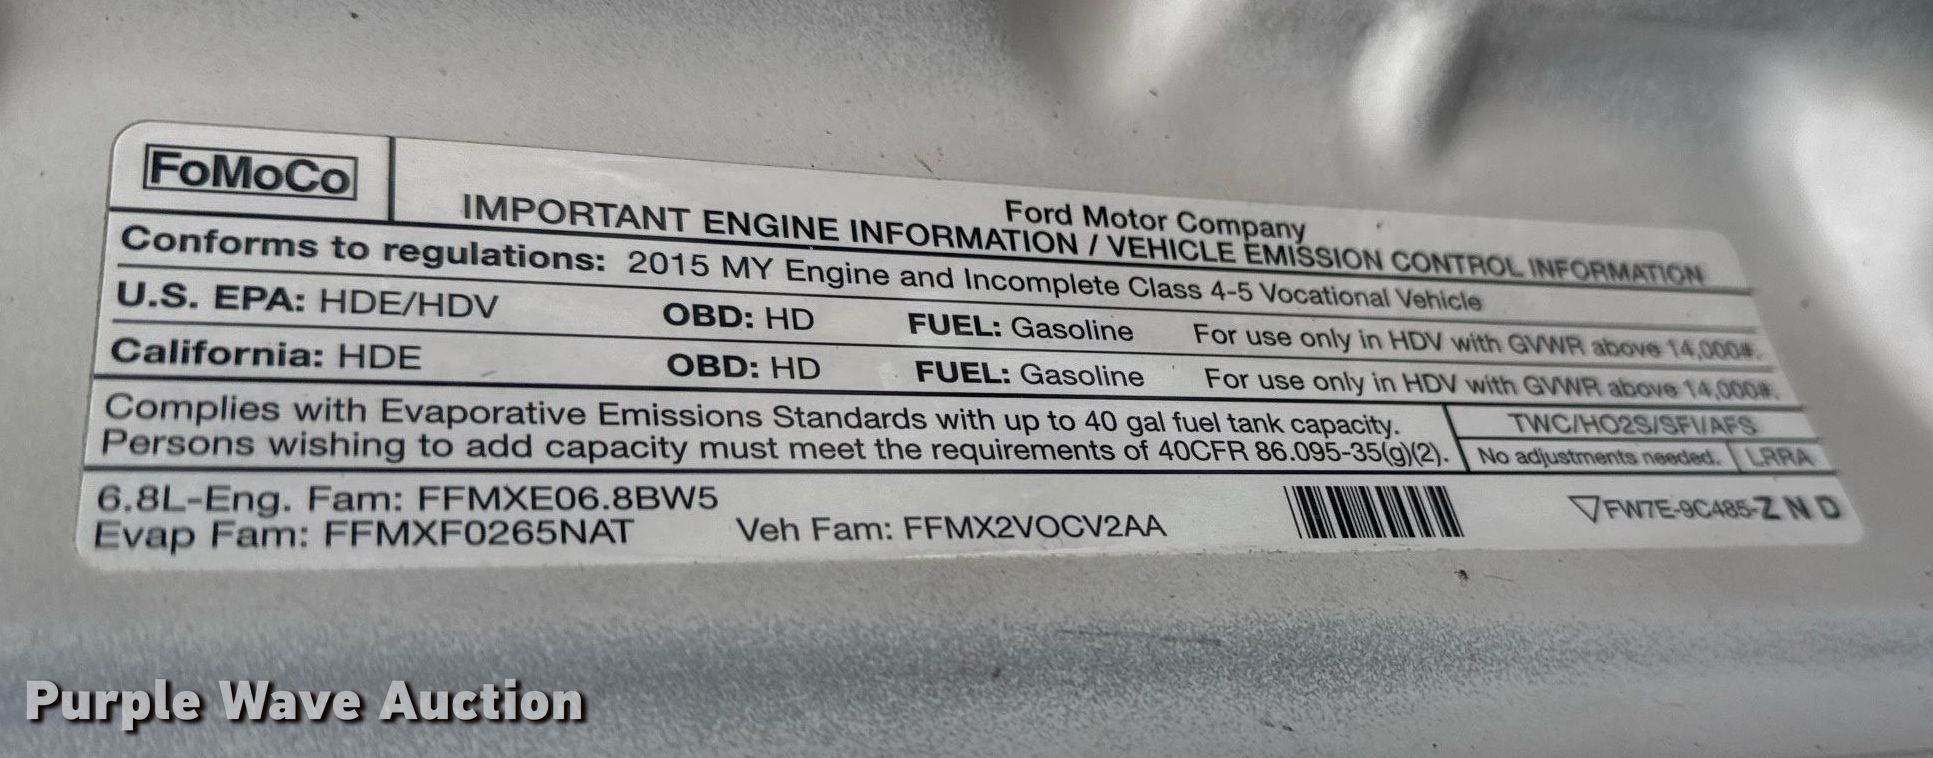 FoMoCo
Ford Motor Company
IMPORTANT ENGINE INFORMATION / VEHICLE EMISSION CONTROL INFORMATION
Conforms to regulations: 2015 MY Engine and Incomplete Class 4-5 Vocational Vehicle
U.S. EPA: HDE/HDV OBD: HD FUEL: Gasoline For use only in HDV with GVWR above 14,000#.
California: HDE OBD: HD FUEL: Gasoline For use only in HDV with GVWR above 14,000#.
Complies with Evaporative Emissions Standards with up to 40 gal fuel tank capacity. TWC/HO2S/SFI/AFS
Persons wishing to add capacity must meet the requirements of 40CFR 86.095-35(g)(2). No adjustments needed. LRRA
6.8L-Eng. Fam: FFMXE06.8BW5
Evap Fam: FFMXF0265NAT Veh Fam: FFMX2VOCV2AA FW7E-9C485-Z N D
Purple Wave Auction